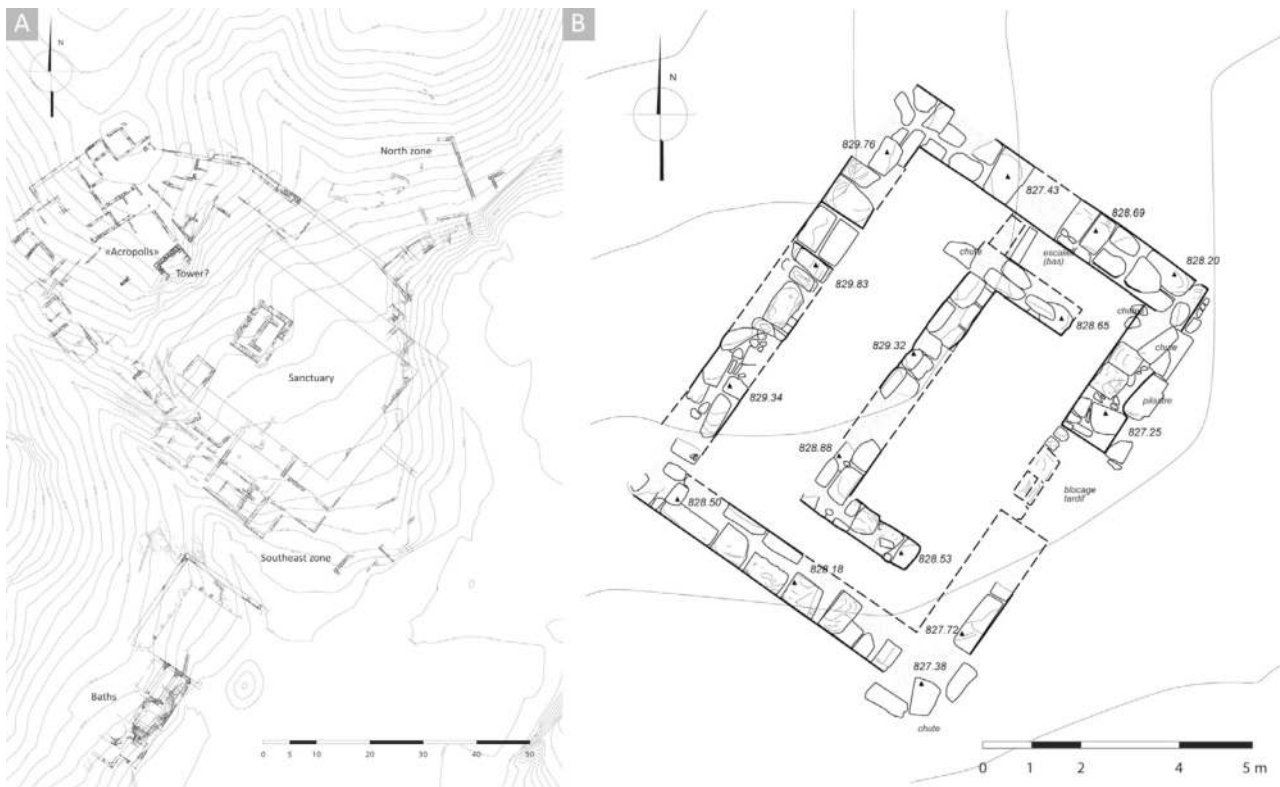 A
N
North zone
«Acropolis»
Tower?
Sanctuary
Southeast zone
Baths
0 5 10 20 30 40 50
B
N
829.76
827.43
828.69
828.20
chute
escalier
(bas)
829.83
828.65
chute
829.32
chute
829.34
pilastre
827.25
828.88
blocage
tardif
828.50
828.53
828.18
827.72
827.38
chute
0 1 2 4 5 m